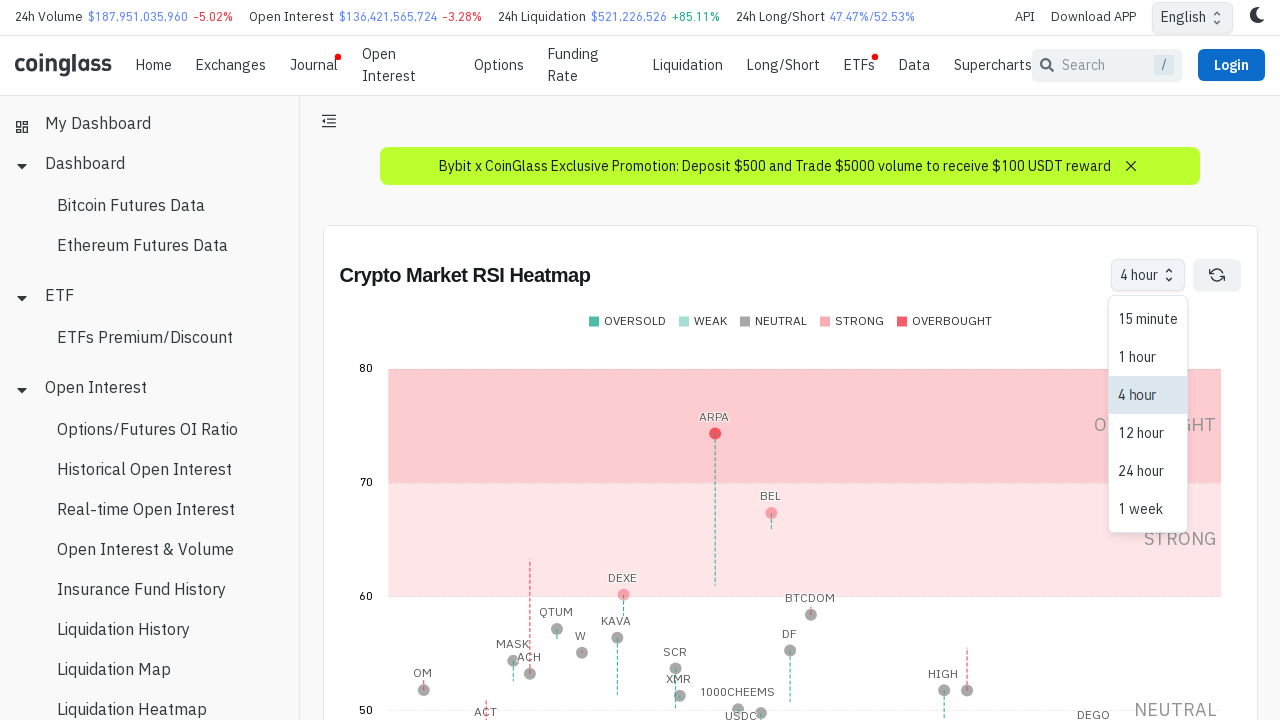 24h Volume $187,951,035,960 -5.02% Open Interest $136,421,565,724 -3.28% 24h Liquidation $521,226,526 +85.11% 24h Long/Short 47.47%/52.53% API Download APP English
coinglass Home Exchanges Journal Open Interest Options Funding Rate Liquidation Long/Short ETFs Data Supercharts Search / Login
My Dashboard
Dashboard
Bitcoin Futures Data
Ethereum Futures Data
ETF
ETFs Premium/Discount
Open Interest
Options/Futures OI Ratio
Historical Open Interest
Real-time Open Interest
Open Interest & Volume
Insurance Fund History
Liquidation History
Liquidation Map
Liquidation Heatmap
Bybit x CoinGlass Exclusive Promotion: Deposit $500 and Trade $5000 volume to receive $100 USDT reward
Crypto Market RSI Heatmap
4 hour
15 minute
1 hour
4 hour
12 hour
24 hour
1 week
OVERSOLD WEAK NEUTRAL STRONG OVERBOUGHT
80
ARPA
70
BEL
STRONG
DEXE
60
BTCDOM
QTUM
KAVA
DF
W
MASK
ACH
SCR
OM
XMR
HIGH
1000CHEEMS
50
ACT
USDC
DEGO
NEUTRAL